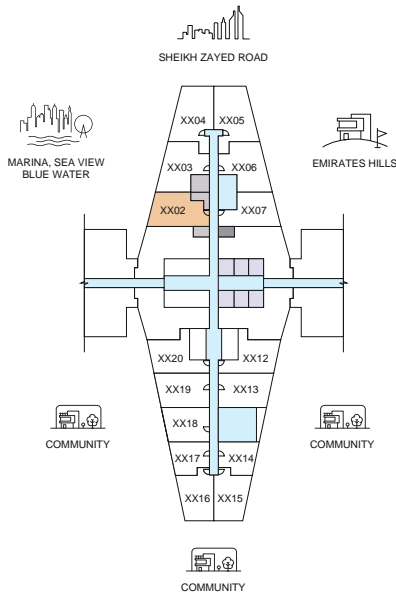 SHEIKH ZAYED ROAD
MARINA, SEA VIEW
BLUE WATER
EMIRATES HILLS
XX04 XX05
XX03 XX06
XX02 XX07
XX20 XX12
XX19 XX13
XX18
XX17 XX14
XX16 XX15
COMMUNITY
COMMUNITY
COMMUNITY